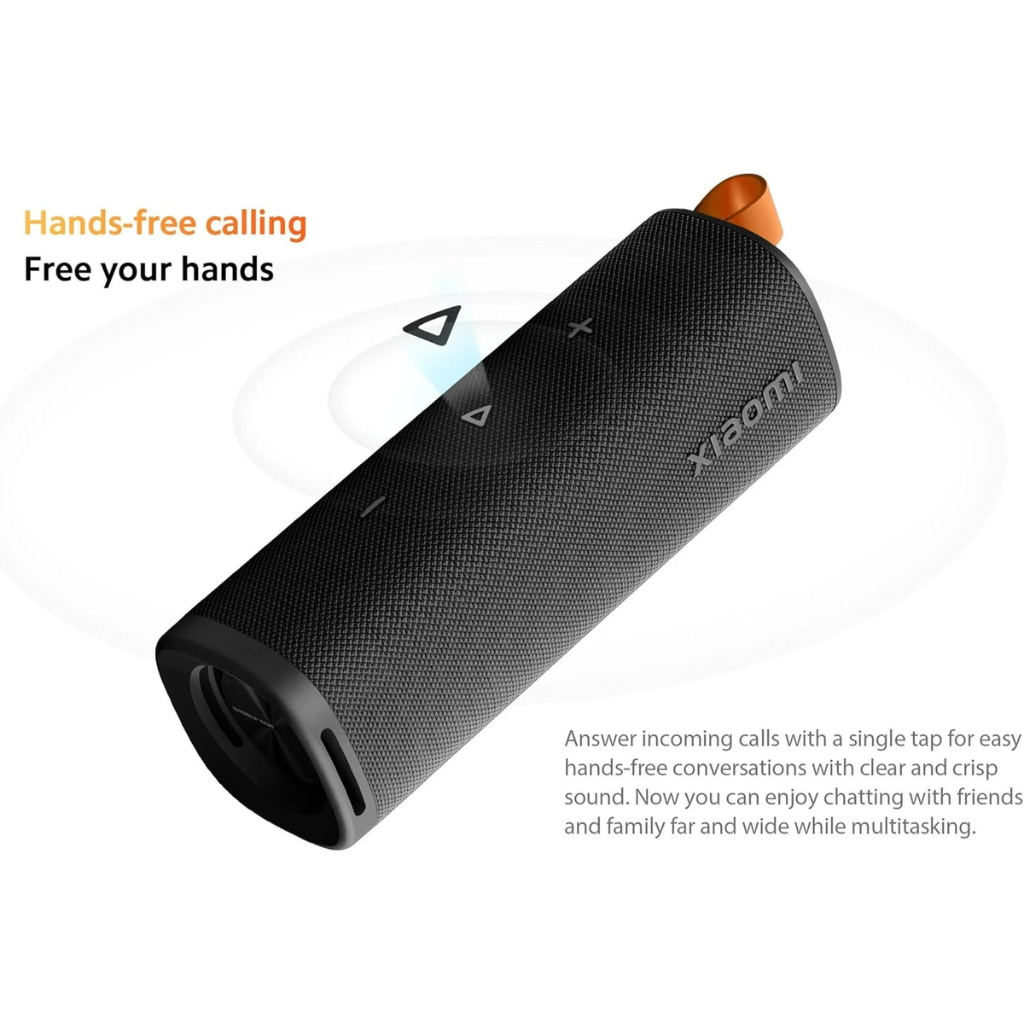 Hands-free calling
Free your hands
xiaomi
Answer incoming calls with a single tap for easy
hands-free conversations with clear and crisp
sound. Now you can enjoy chatting with friends
and family far and wide while multitasking.